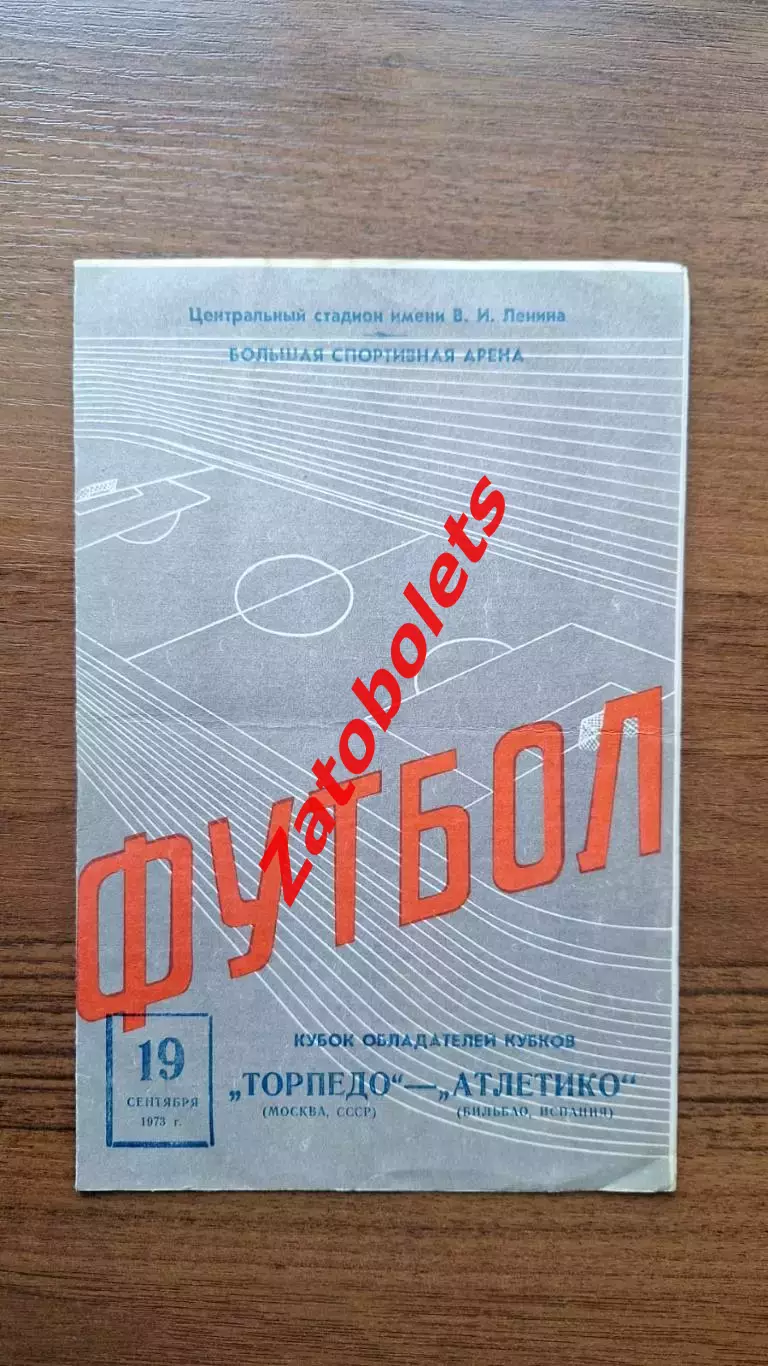 Центральный стадион имени В. И. Ленина
БОЛЬШАЯ СПОРТИВНАЯ АРЕНА
Zatobolets
ФУТБОЛ
19
СЕНТЯБРЯ
1973 г.
КУБОК ОБЛАДАТЕЛЕЙ КУБКОВ
„ТОРПЕДО“—„АТЛЕТИКО“
(МОСКВА, СССР) (БИЛЬБАО, ИСПАНИЯ)